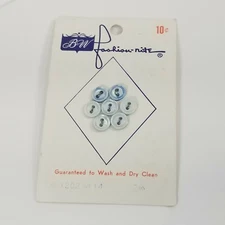 10¢
BW
fashion-rite ®
Guaranteed to Wash and Dry Clean